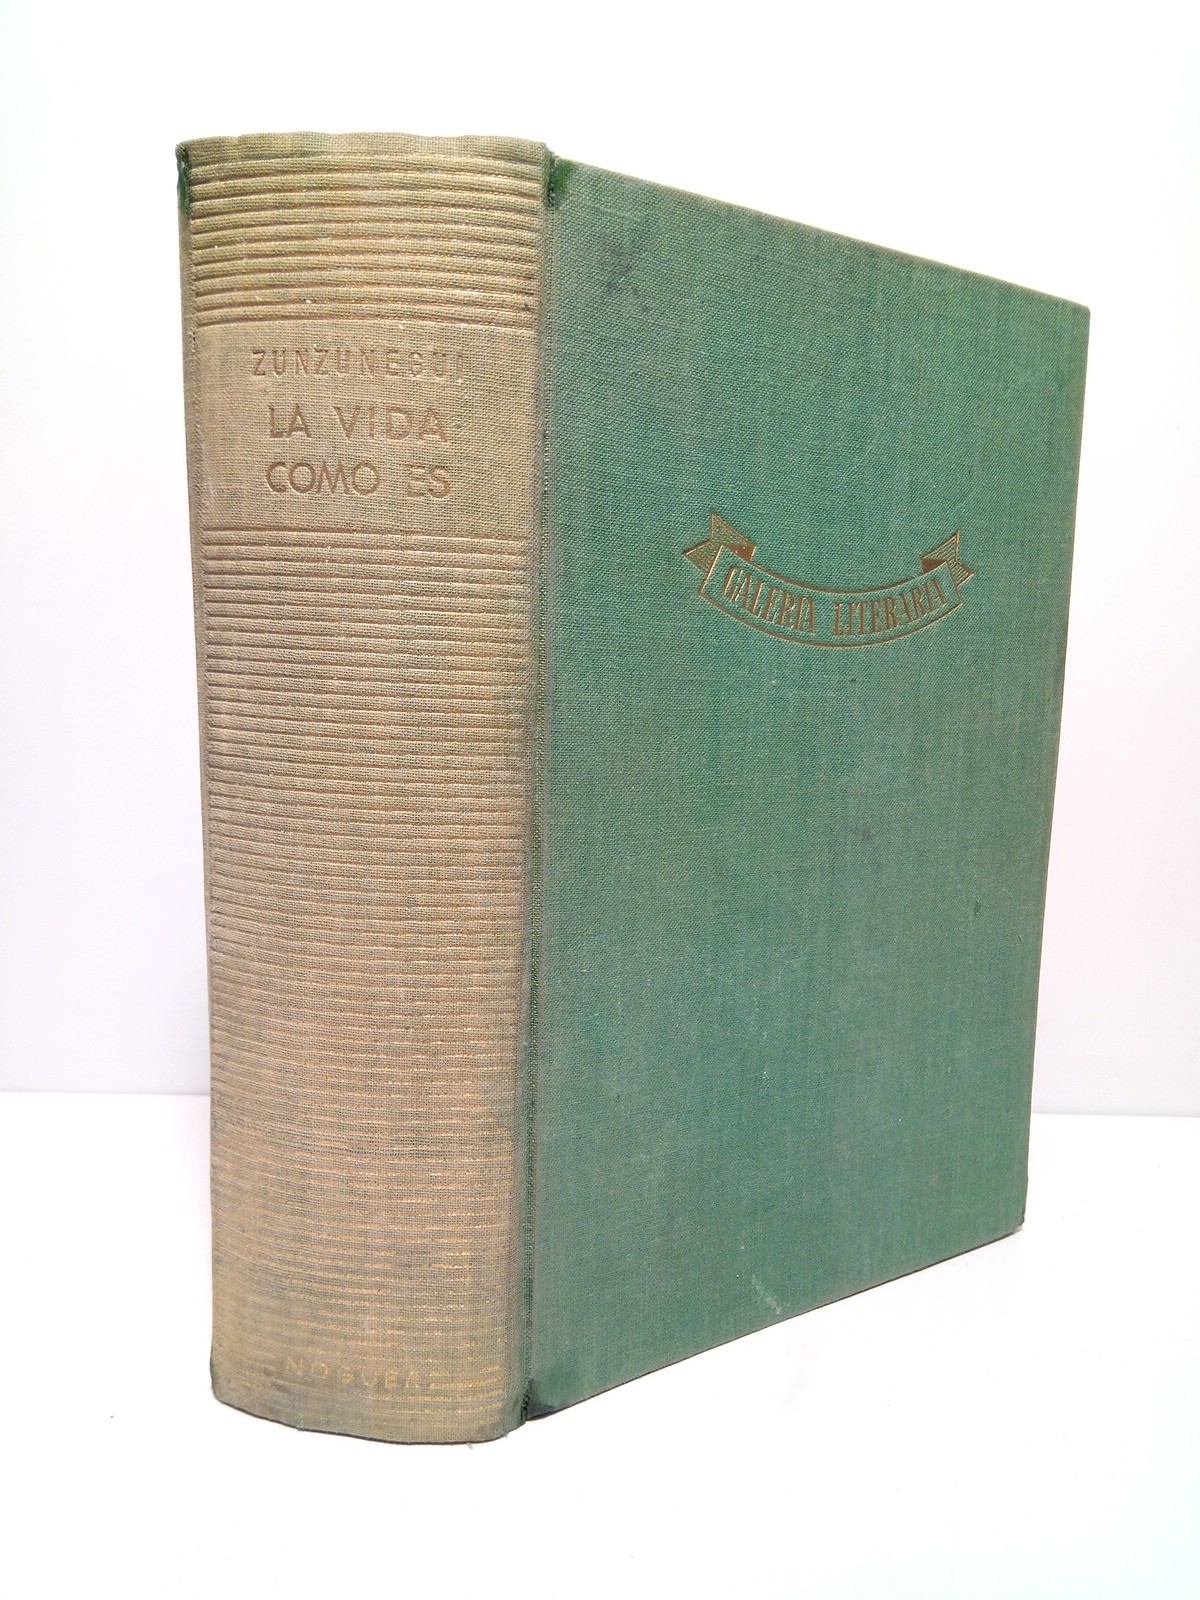 ZUNZUNEGUI
LA VIDA
COMO ES
NOGUER
GALERIA LITERARIA